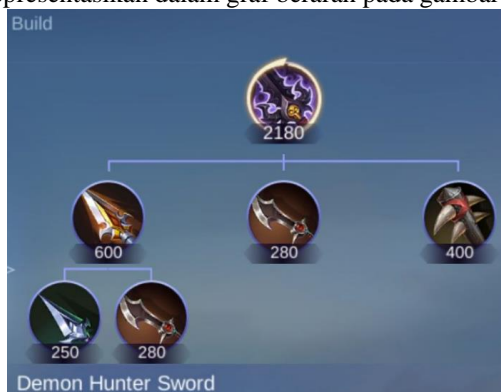 presentasikan dalam graf berarah pada gambar
Build
2180
600 280 400
250 280
Demon Hunter Sword